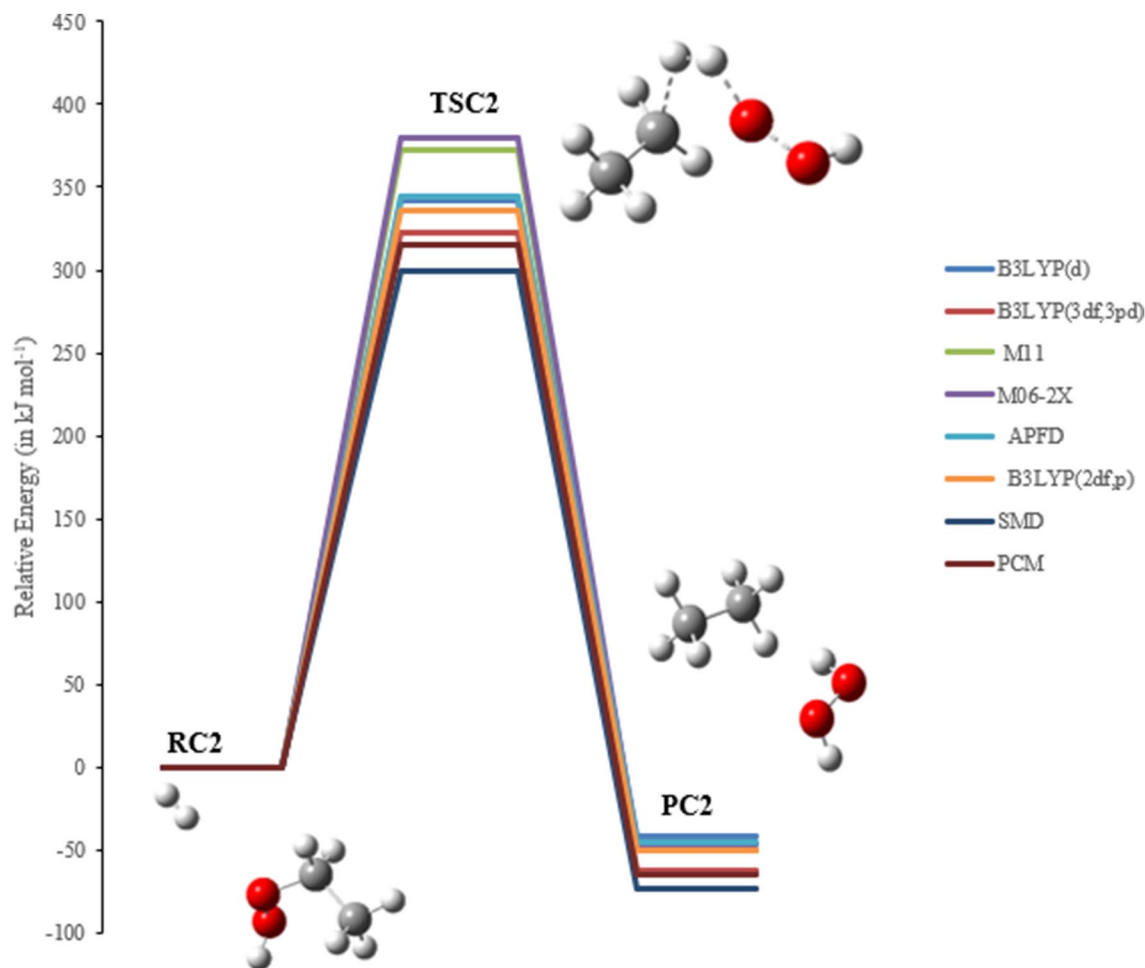 450
400
350
300
250
200
150
100
50
0
-50
-100
Relative Energy (in kJ mol⁻¹)
TSC2
RC2
PC2
B3LYP(d)
B3LYP(3df,3pd)
M11
M06-2X
APFD
B3LYP(2df,p)
SMD
PCM